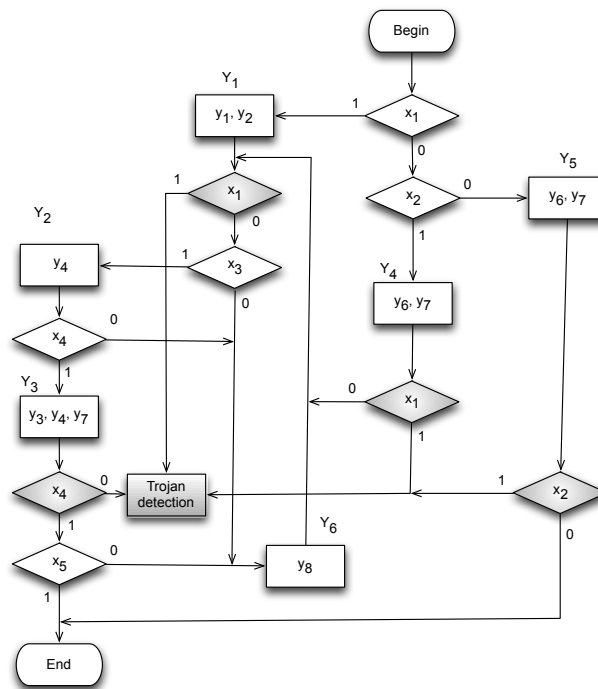 Begin
Y1
1
x1
y1, y2
0
Y5
1
x1
x2
0
y6, y7
0
Y2
1
Y4
y4
1
x3
0
y6, y7
x4
0
1
Y3
0
x1
y3, y4, y7
1
x4
0
Trojan
detection
1
x2
1
Y6
0
x5
0
y8
1
End